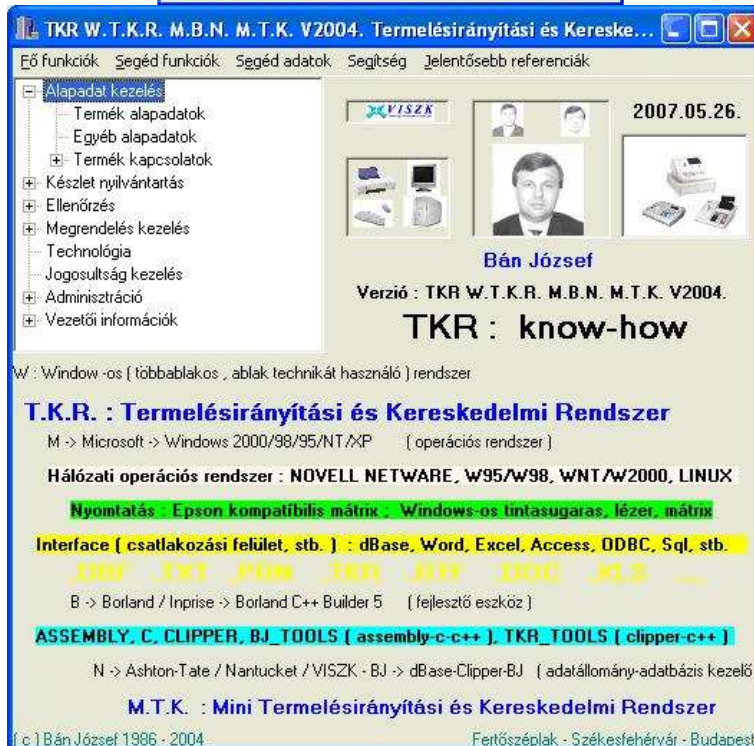 TKR W.T.K.R. M.B.N. M.T.K. V2004. Termelésirányítási és Kereske...
Fő funkciók Segéd funkciók Segéd adatok Segítség Jelentősebb referenciák
Alapadat kezelés
Termék alapadatok
Egyéb alapadatok
Termék kapcsolatok
Készlet nyilvántartás
Ellenőrzés
Megrendelés kezelés
Technológia
Jogosultság kezelés
Adminisztráció
Vezetői információk
VISZK
2007.05.26.
Bán József
Verzió : TKR W.T.K.R. M.B.N. M.T.K. V2004.
TKR : know-how
W : Window -os ( többablakos , ablak technikát használó ) rendszer
T.K.R. : Termelésirányítási és Kereskedelmi Rendszer
M -> Microsoft -> Windows 2000/98/95/NT/XP ( operációs rendszer )
Hálózati operációs rendszer : NOVELL NETWARE, W95/W98, WNT/W2000, LINUX
Nyomtatás : Epson kompatíbilis mátrix ; Windows-os tintasugaras, lézer, mátrix
Interface ( csatlakozási felület, stb. ) : dBase, Word, Excel, Access, ODBC, Sql, stb.
.DBF .TXT .PRN .TKR .RTF .DOC .XLS ...
B -> Borland / Inprise -> Borland C++ Builder 5 ( fejlesztő eszköz )
ASSEMBLY, C, CLIPPER, BJ_TOOLS ( assembly-c-c++ ), TKR_TOOLS ( clipper-c++ )
N -> Ashton-Tate / Nantucket / VISZK - BJ -> dBase-Clipper-BJ ( adatállomány-adatbázis kezelő
M.T.K. : Mini Termelésirányítási és Kereskedelmi Rendszer
( c ) Bán József 1986 - 2004 Fertőszéplak - Székesfehérvár - Budapest